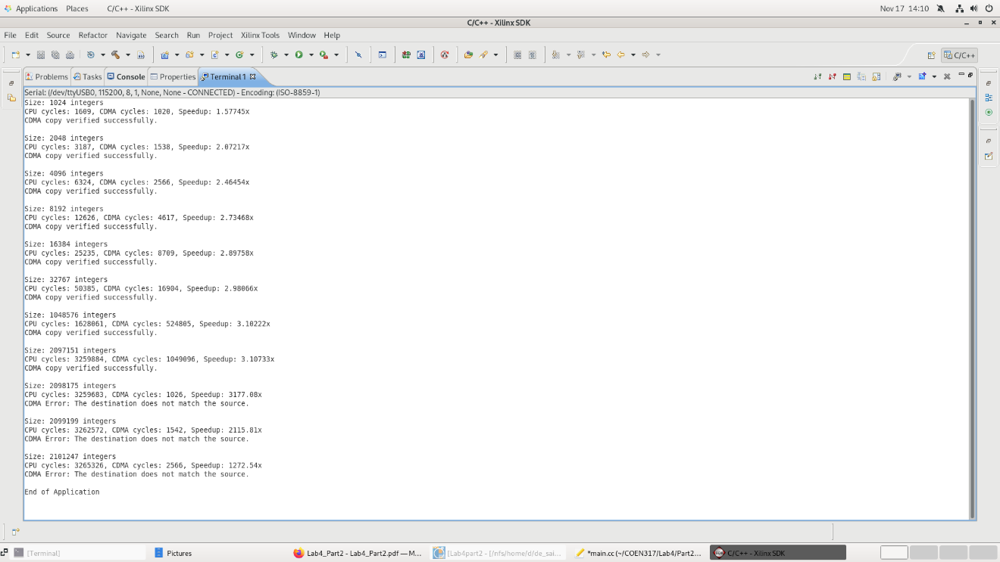 Applications Places C/C++ - Xilinx SDK Nov 17 14:10
C/C++ - Xilinx SDK
File Edit Source Refactor Navigate Search Run Project Xilinx Tools Window Help
C/C++
Problems Tasks Console Properties Terminal 1
Serial: (/dev/ttyUSB0, 115200, 8, 1, None, None - CONNECTED) - Encoding: (ISO-8859-1)
Size: 1024 integers
CPU cycles: 1609, CDMA cycles: 1020, Speedup: 1.57745x
CDMA copy verified successfully.
Size: 2048 integers
CPU cycles: 3187, CDMA cycles: 1538, Speedup: 2.07217x
CDMA copy verified successfully.
Size: 4096 integers
CPU cycles: 6324, CDMA cycles: 2566, Speedup: 2.46454x
CDMA copy verified successfully.
Size: 8192 integers
CPU cycles: 12626, CDMA cycles: 4617, Speedup: 2.73468x
CDMA copy verified successfully.
Size: 16384 integers
CPU cycles: 25235, CDMA cycles: 8709, Speedup: 2.89758x
CDMA copy verified successfully.
Size: 32767 integers
CPU cycles: 50385, CDMA cycles: 16904, Speedup: 2.98066x
CDMA copy verified successfully.
Size: 1048576 integers
CPU cycles: 1628061, CDMA cycles: 524805, Speedup: 3.10222x
CDMA copy verified successfully.
Size: 2097151 integers
CPU cycles: 3259884, CDMA cycles: 1049096, Speedup: 3.10733x
CDMA copy verified successfully.
Size: 2098175 integers
CPU cycles: 3259683, CDMA cycles: 1026, Speedup: 3177.08x
CDMA Error: The destination does not match the source.
Size: 2099199 integers
CPU cycles: 3262572, CDMA cycles: 1542, Speedup: 2115.81x
CDMA Error: The destination does not match the source.
Size: 2101247 integers
CPU cycles: 3265326, CDMA cycles: 2566, Speedup: 1272.54x
CDMA Error: The destination does not match the source.
End of Application
[Terminal] Pictures Lab4_Part2 - Lab4_Part2.pdf — M... [Lab4part2 - [/nfs/home/d/de_sai... *main.cc (~/COEN317/Lab4/Part2... C/C++ - Xilinx SDK